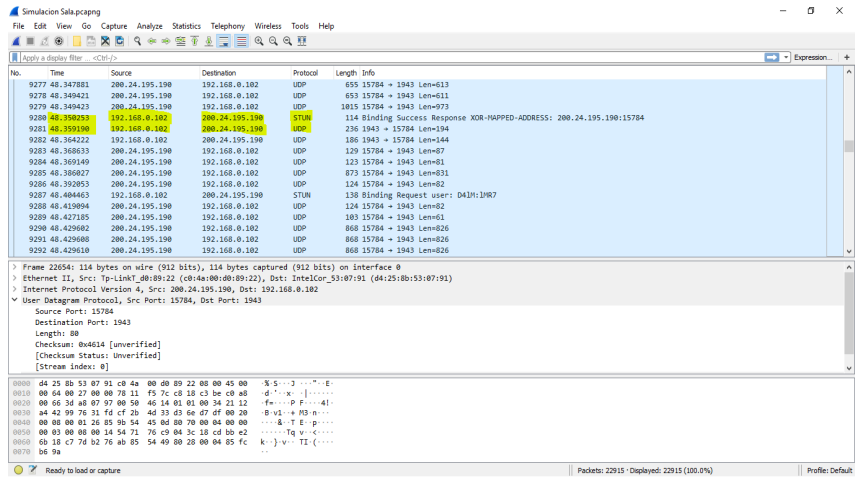 Simulacion Sala.pcapng
File Edit View Go Capture Analyze Statistics Telephony Wireless Tools Help
Apply a display filter ... <Ctrl-/> Expression... +
No. Time Source Destination Protocol Length Info
9277 48.347881 200.24.195.190 192.168.0.102 UDP 655 15784 → 1943 Len=613
9278 48.349421 200.24.195.190 192.168.0.102 UDP 653 15784 → 1943 Len=611
9279 48.349423 200.24.195.190 192.168.0.102 UDP 1015 15784 → 1943 Len=973
9280 48.350253 192.168.0.102 200.24.195.190 STUN 114 Binding Success Response XOR-MAPPED-ADDRESS: 200.24.195.190:15784
9281 48.359190 192.168.0.102 200.24.195.190 UDP 236 1943 → 15784 Len=194
9282 48.364222 192.168.0.102 200.24.195.190 UDP 186 1943 → 15784 Len=144
9283 48.368633 200.24.195.190 192.168.0.102 UDP 129 15784 → 1943 Len=87
9284 48.369149 200.24.195.190 192.168.0.102 UDP 123 15784 → 1943 Len=81
9285 48.386027 200.24.195.190 192.168.0.102 UDP 873 15784 → 1943 Len=831
9286 48.392053 200.24.195.190 192.168.0.102 UDP 124 15784 → 1943 Len=82
9287 48.404463 200.24.195.190 192.168.0.102 STUN 138 Binding Request user: D4lM:lMR7
9288 48.419094 200.24.195.190 192.168.0.102 UDP 124 15784 → 1943 Len=82
9289 48.427185 200.24.195.190 192.168.0.102 UDP 103 15784 → 1943 Len=61
9290 48.429602 200.24.195.190 192.168.0.102 UDP 868 15784 → 1943 Len=826
9291 48.429608 200.24.195.190 192.168.0.102 UDP 868 15784 → 1943 Len=826
9292 48.429610 200.24.195.190 192.168.0.102 UDP 868 15784 → 1943 Len=826
> Frame 22654: 114 bytes on wire (912 bits), 114 bytes captured (912 bits) on interface 0
> Ethernet II, Src: Tp-LinkT_d0:89:22 (c0:4a:00:d0:89:22), Dst: IntelCor_53:07:91 (d4:25:8b:53:07:91)
> Internet Protocol Version 4, Src: 200.24.195.190, Dst: 192.168.0.102
User Datagram Protocol, Src Port: 15784, Dst Port: 1943
Source Port: 15784
Destination Port: 1943
Length: 80
Checksum: 0x4614 [unverified]
[Checksum Status: Unverified]
[Stream index: 0]
0000 d4 25 8b 53 07 91 c0 4a 00 d0 89 22 08 00 45 00 ·%·S···J ···"··E·
0010 00 64 00 27 00 00 78 11 f5 7c c8 18 c3 be c0 a8 ·d·'··x· ·|······
0020 00 66 3d a8 07 97 00 50 46 14 01 01 00 34 21 12 ·f=····P F····4!·
0030 a4 42 99 76 31 fd cf 2b 4d 33 d3 6e d7 df 00 20 ·B·v1··+ M3·n···
0040 00 08 00 01 26 85 9b 54 45 0d 80 70 00 04 00 00 ····&··T E··p····
0050 00 03 00 08 00 14 54 71 76 c9 04 3c 18 cd bb e2 ······Tq v··<····
0060 6b 18 c7 7d b2 76 ab 85 54 49 80 28 00 04 85 fc k··}·v·· TI·(····
0070 b6 9a ··
Ready to load or capture Packets: 22915 · Displayed: 22915 (100.0%) Profile: Default